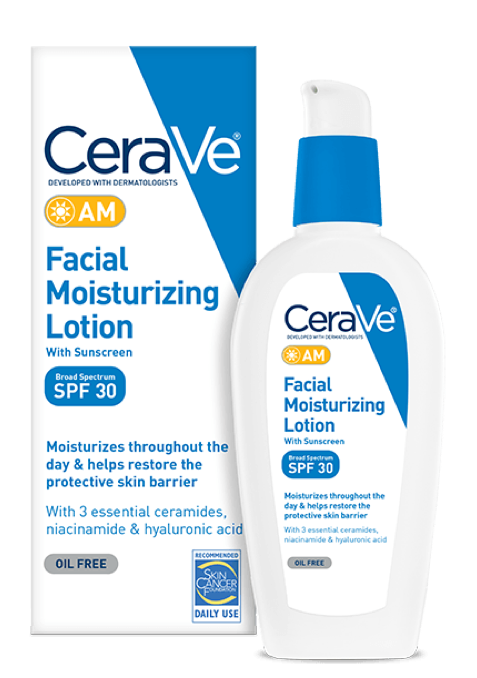 CeraVe®
DEVELOPED WITH DERMATOLOGISTS
AM
Facial
Moisturizing
Lotion
With Sunscreen
Broad Spectrum
SPF 30
Moisturizes throughout the
day & helps restore the
protective skin barrier
With 3 essential ceramides,
niacinamide & hyaluronic acid
OIL FREE
RECOMMENDED
SKIN
CANCER
FOUNDATION
DAILY USE
CeraVe®
DEVELOPED WITH DERMATOLOGISTS
AM
Facial
Moisturizing
Lotion
With Sunscreen
Broad Spectrum
SPF 30
Moisturizes throughout the
day & helps restore the
protective skin barrier
With 3 essential ceramides,
niacinamide & hyaluronic acid
OIL FREE